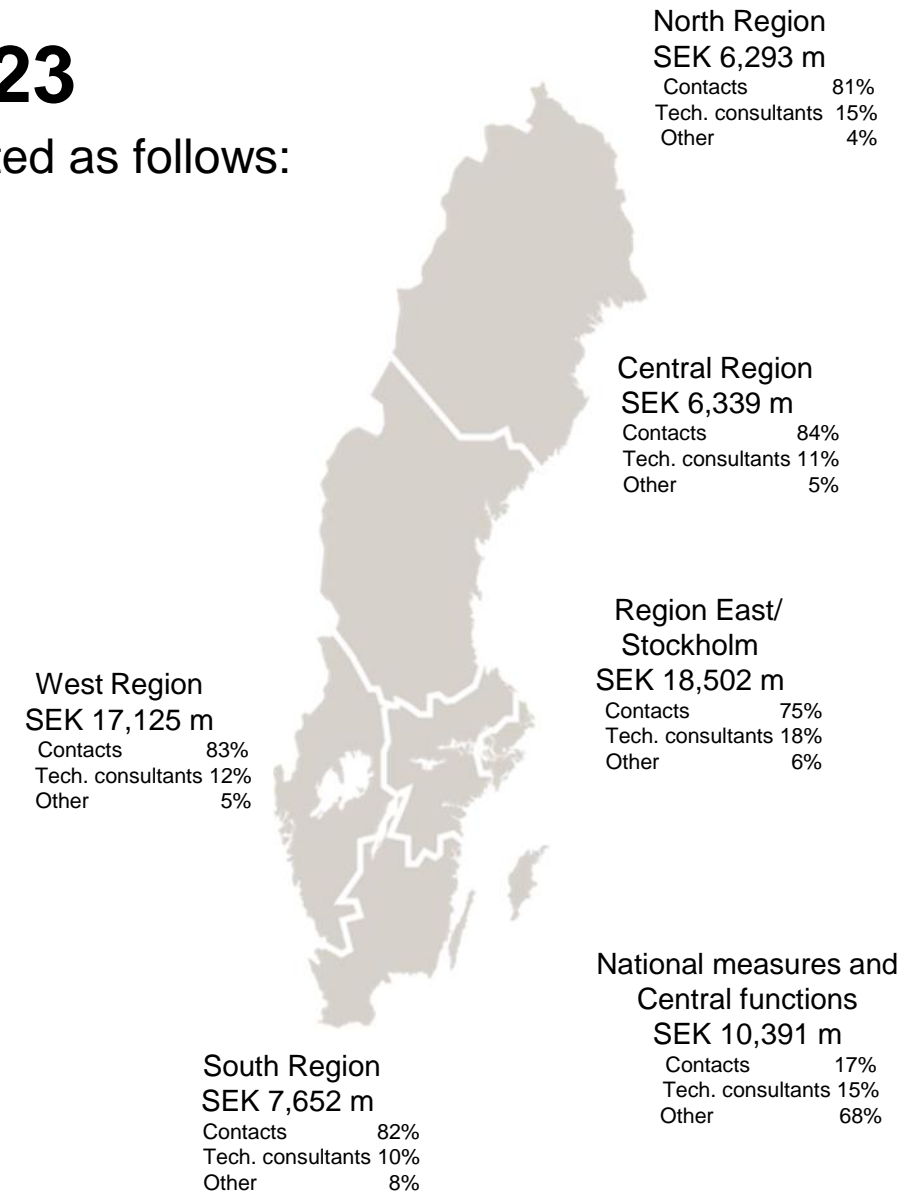 23
ted as follows:
North Region
SEK 6,293 m
Contacts 81%
Tech. consultants 15%
Other 4%
Central Region
SEK 6,339 m
Contacts 84%
Tech. consultants 11%
Other 5%
Region East/
Stockholm
SEK 18,502 m
Contacts 75%
Tech. consultants 18%
Other 6%
West Region
SEK 17,125 m
Contacts 83%
Tech. consultants 12%
Other 5%
National measures and
Central functions
SEK 10,391 m
Contacts 17%
Tech. consultants 15%
Other 68%
South Region
SEK 7,652 m
Contacts 82%
Tech. consultants 10%
Other 8%